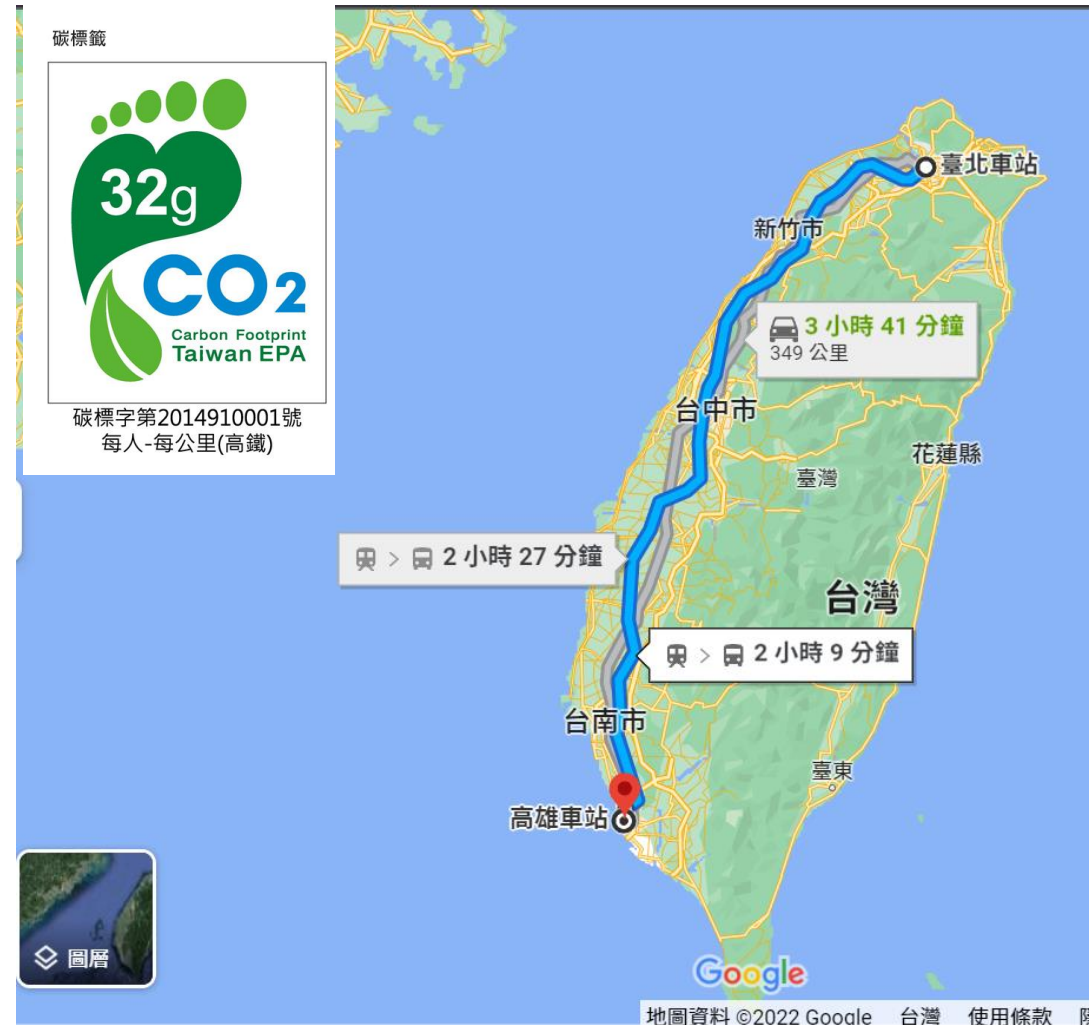 碳標籤
32g
CO2
Carbon Footprint
Taiwan EPA
碳標字第2014910001號
每人-每公里(高鐵)
臺北車站
新竹市
3 小時 41 分鐘
349 公里
台中市
花蓮縣
臺灣
> 2 小時 27 分鐘
台灣
> 2 小時 9 分鐘
台南市
臺東
高雄車站
圖層
Google
地圖資料 ©2022 Google 台灣 使用條款